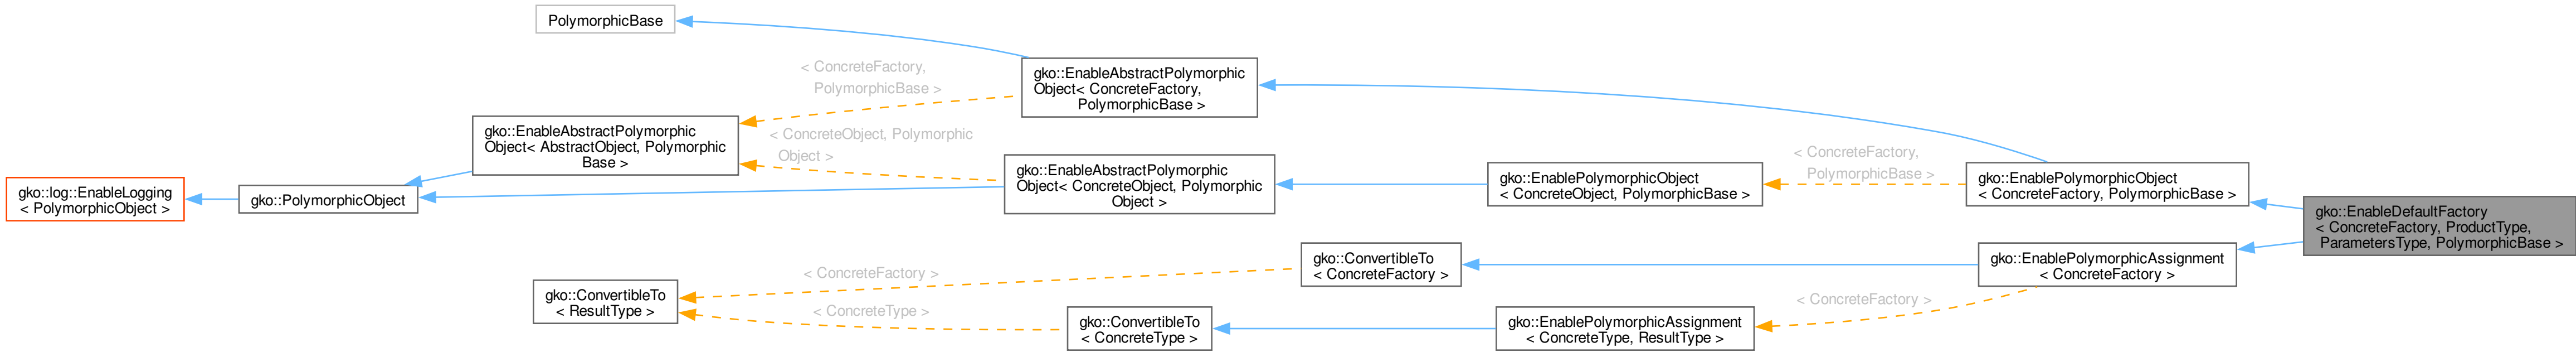 PolymorphicBase
< ConcreteFactory,
PolymorphicBase >
gko::EnableAbstractPolymorphic
Object< ConcreteFactory,
PolymorphicBase >
gko::EnableAbstractPolymorphic
Object< AbstractObject, Polymorphic
Base >
< ConcreteObject, Polymorphic
Object >
gko::EnableAbstractPolymorphic
Object< ConcreteObject, Polymorphic
Object >
gko::log::EnableLogging
< PolymorphicObject >
gko::PolymorphicObject
gko::EnablePolymorphicObject
< ConcreteObject, PolymorphicBase >
< ConcreteFactory,
PolymorphicBase >
gko::EnablePolymorphicObject
< ConcreteFactory, PolymorphicBase >
gko::EnableDefaultFactory
< ConcreteFactory, ProductType,
ParametersType, PolymorphicBase >
gko::ConvertibleTo
< ConcreteFactory >
gko::EnablePolymorphicAssignment
< ConcreteFactory >
< ConcreteFactory >
gko::ConvertibleTo
< ResultType >
< ConcreteType >
gko::ConvertibleTo
< ConcreteType >
gko::EnablePolymorphicAssignment
< ConcreteType, ResultType >
< ConcreteFactory >